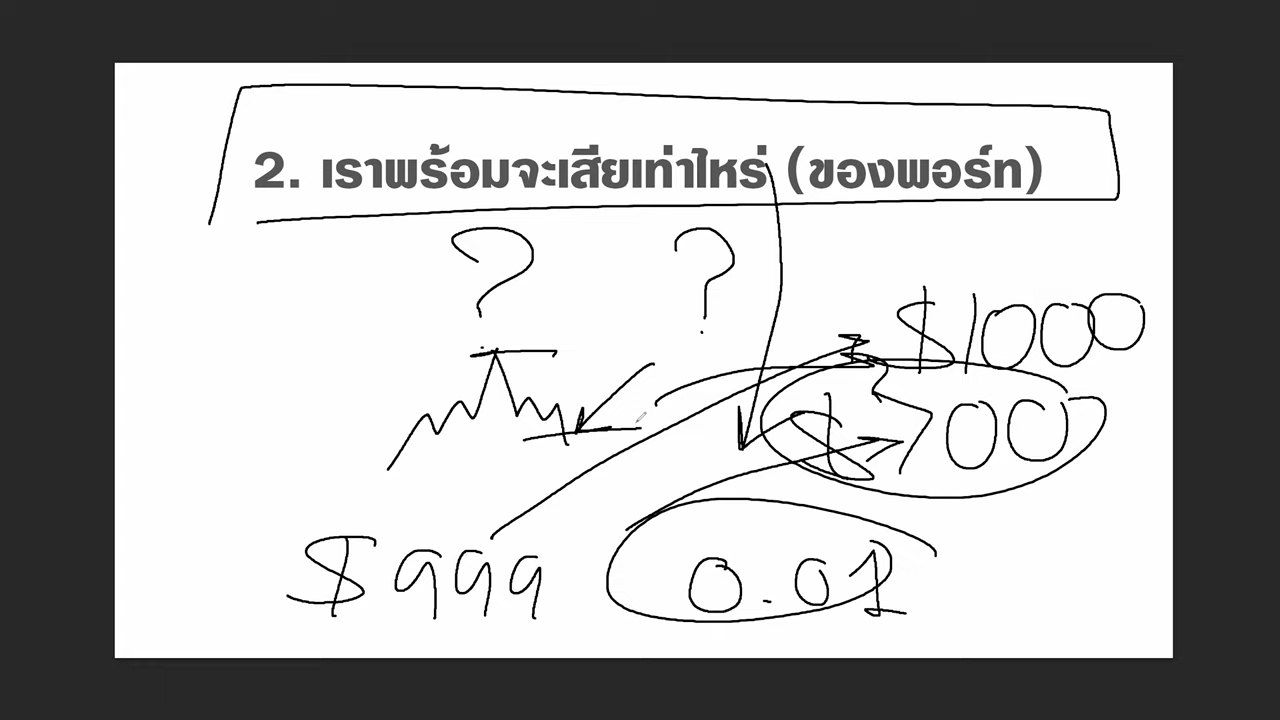 2. เราพร้อมจะเสียเท่าไหร่ (ของพอร์ท)
? ?
$1000
$700
$999 0.01